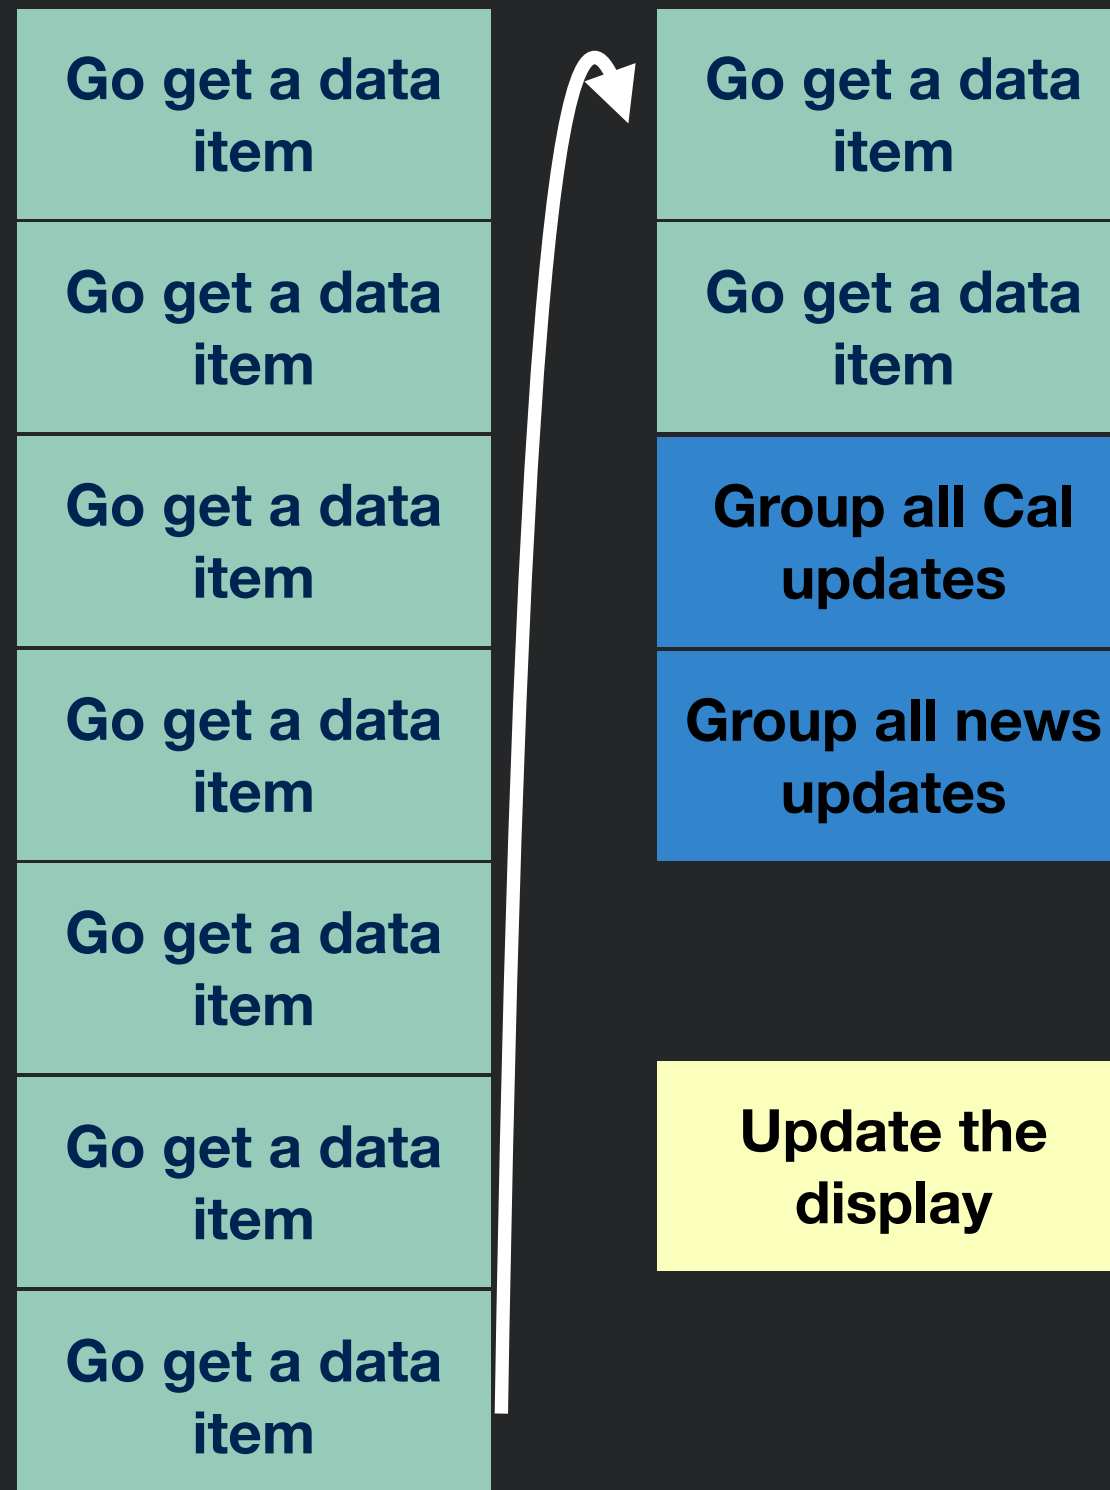 Go get a data
item
Go get a data
item
Go get a data
item
Go get a data
item
Go get a data
item
Go get a data
item
Go get a data
item
Go get a data
item
Go get a data
item
Group all Cal
updates
Group all news
updates
Update the
display